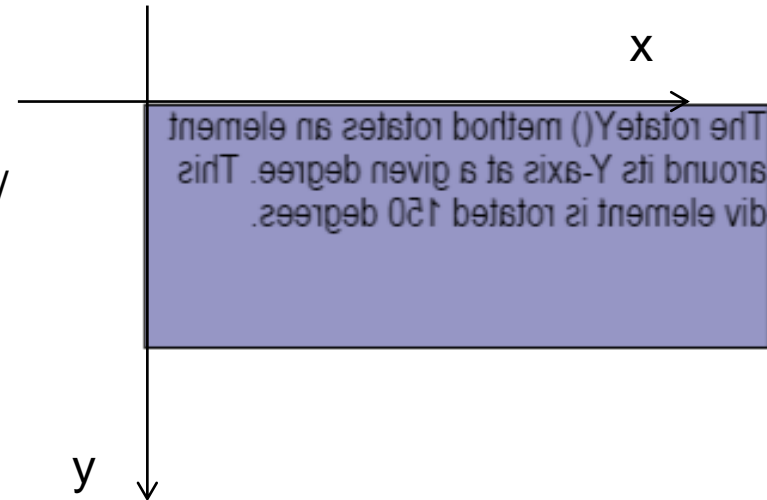 x
The rotateY() method rotates an element
around its Y-axis at a given degree. This
div element is rotated 150 degrees.
y